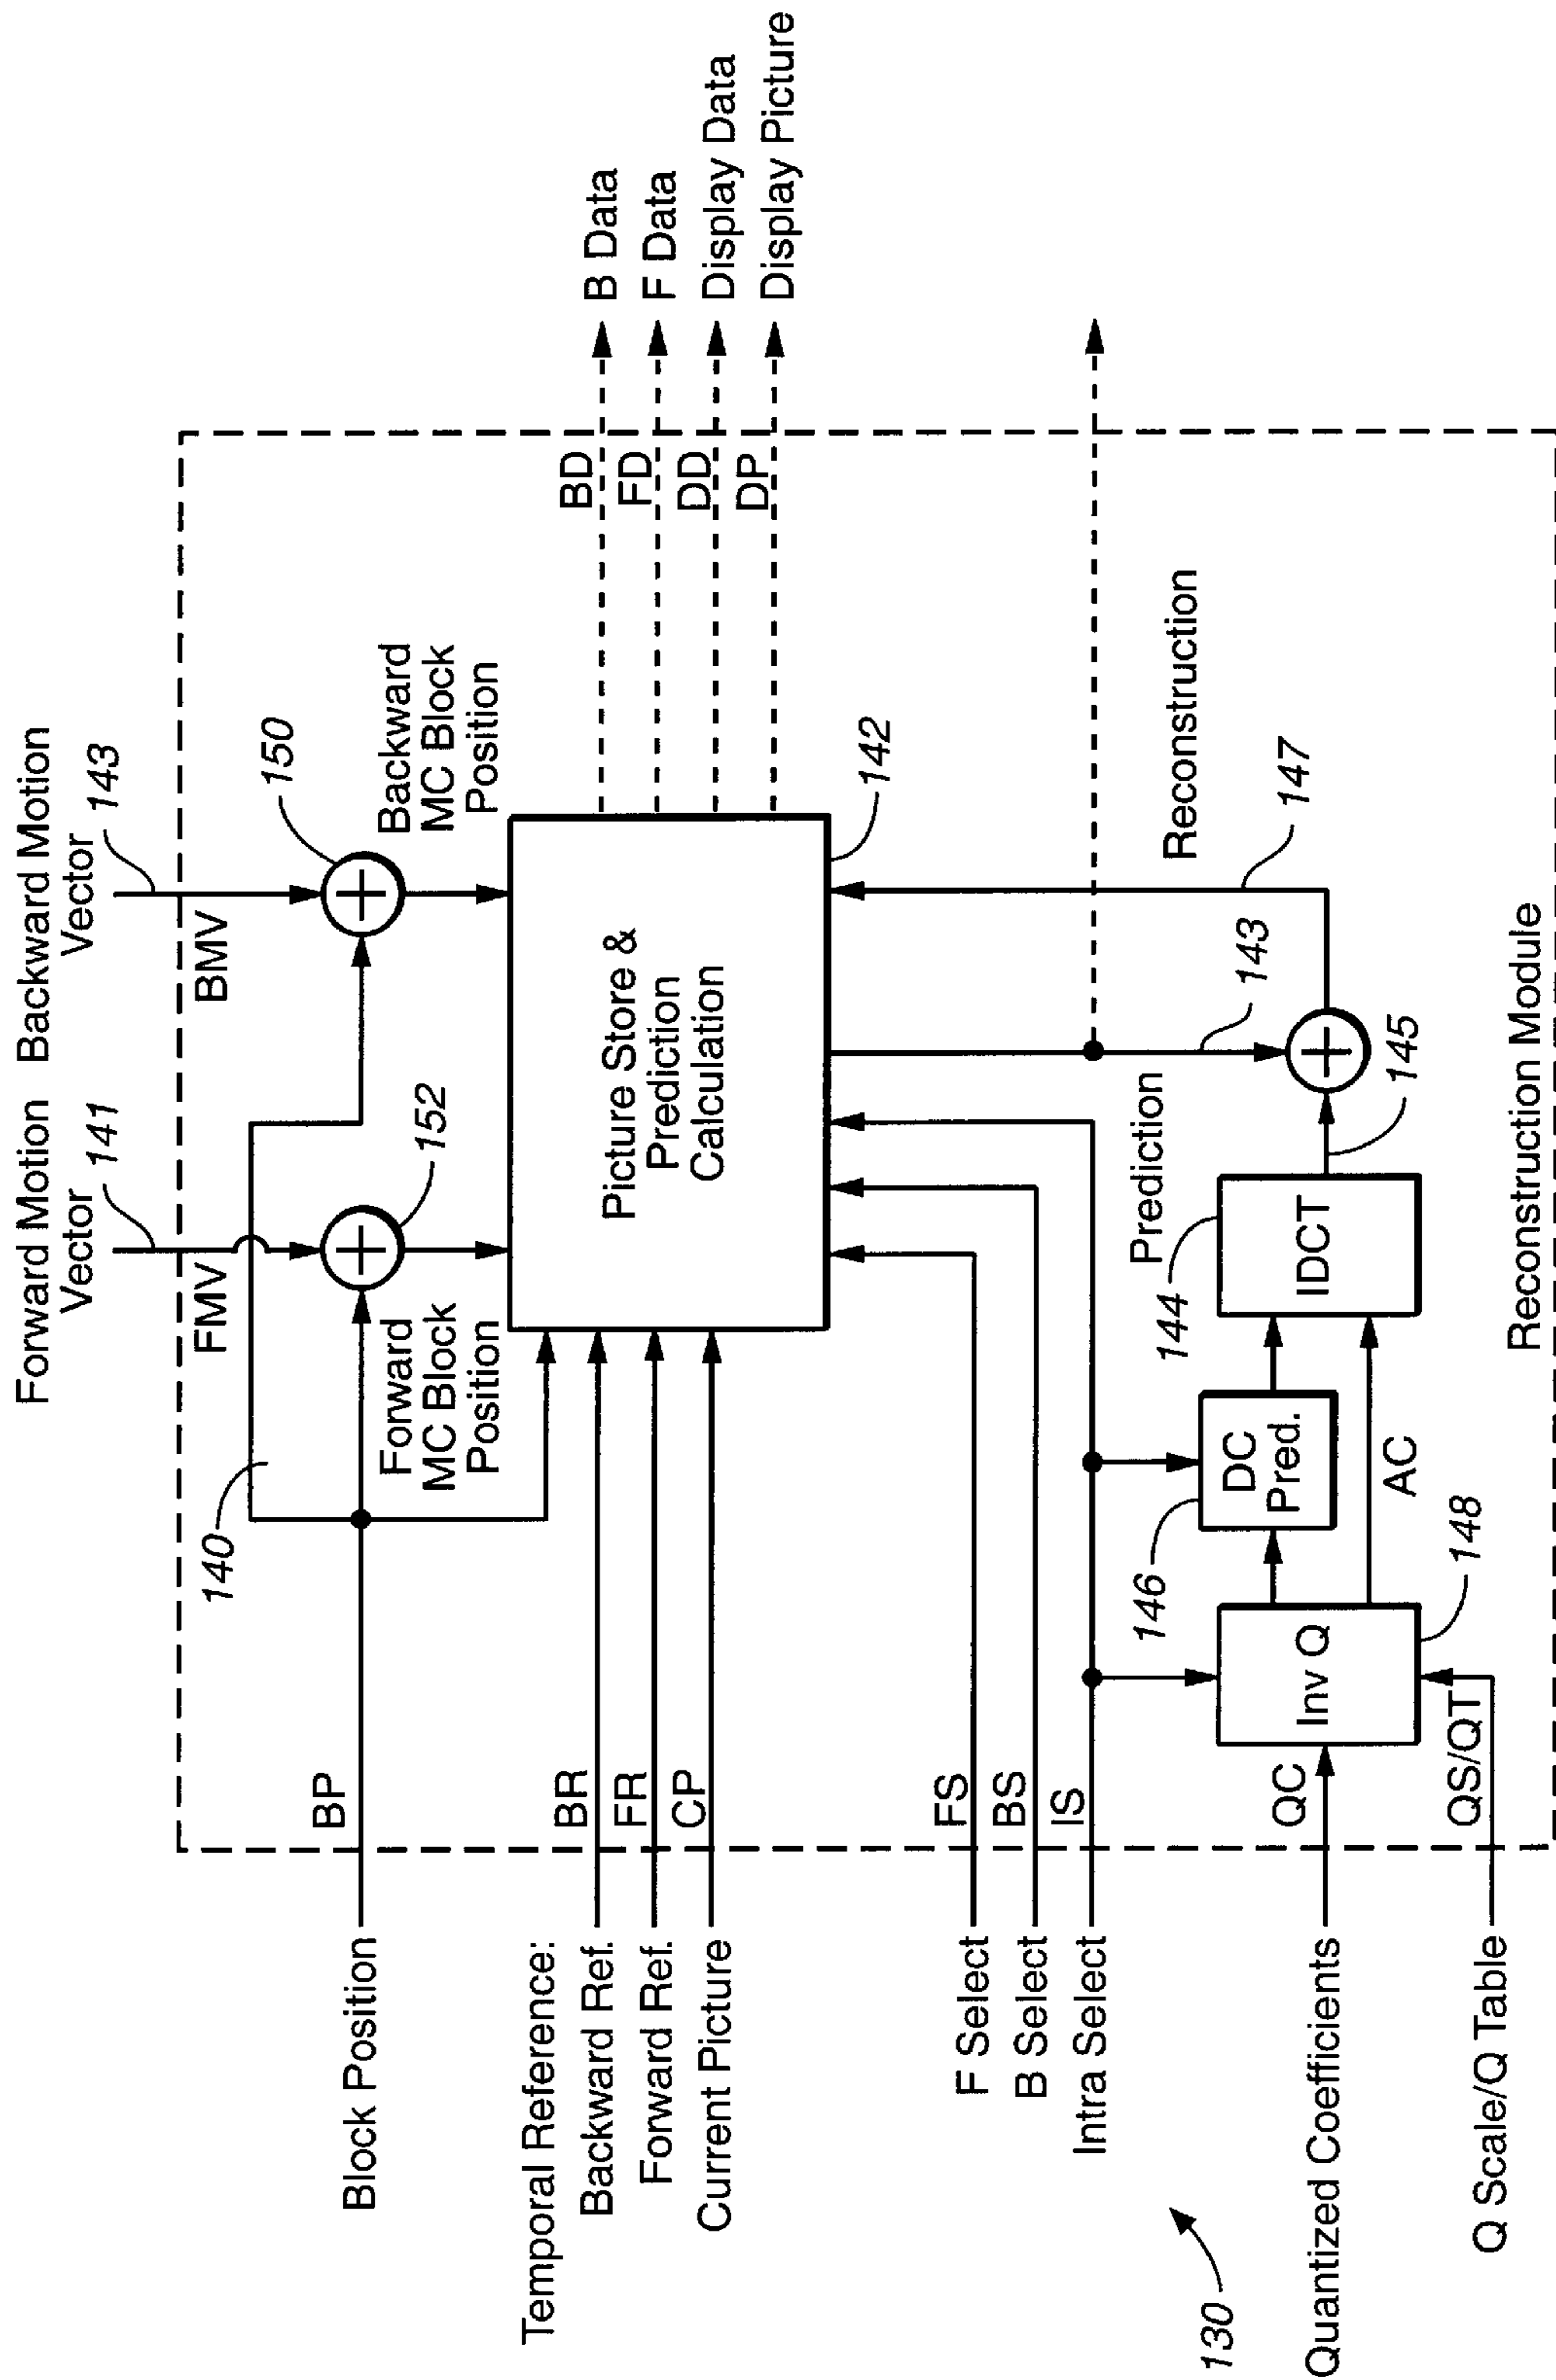 Forward Motion
Vector
141
Backward Motion
Vector
143
FMV
BMV
140
152
150
Block Position
BP
Forward
MC Block
Position
Backward
MC Block
Position
Temporal Reference:
Backward Ref.
BR
Forward Ref.
FR
Current Picture
CP
Picture Store &
Prediction
Calculation
BD
B Data
FD
F Data
DD
Display Data
DP
Display Picture
142
F Select
FS
B Select
BS
Intra Select
IS
Prediction
143
Reconstruction
147
146
DC
Pred.
144
IDCT
145
AC
Quantized Coefficients
QC
Inv Q
148
Q Scale/Q Table
QS/QT
130
Reconstruction Module